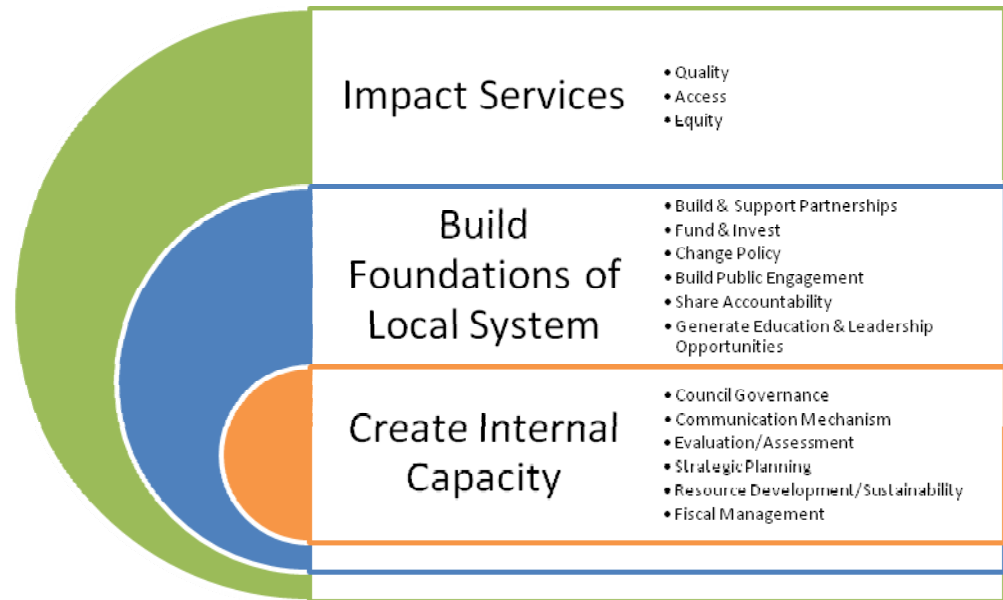 Impact Services
• Quality
• Access
• Equity
Build
Foundations of
Local System
• Build & Support Partnerships
• Fund & Invest
• Change Policy
• Build Public Engagement
• Share Accountability
• Generate Education & Leadership
Opportunities
Create Internal
Capacity
• Council Governance
• Communication Mechanism
• Evaluation/Assessment
• Strategic Planning
• Resource Development/Sustainability
• Fiscal Management